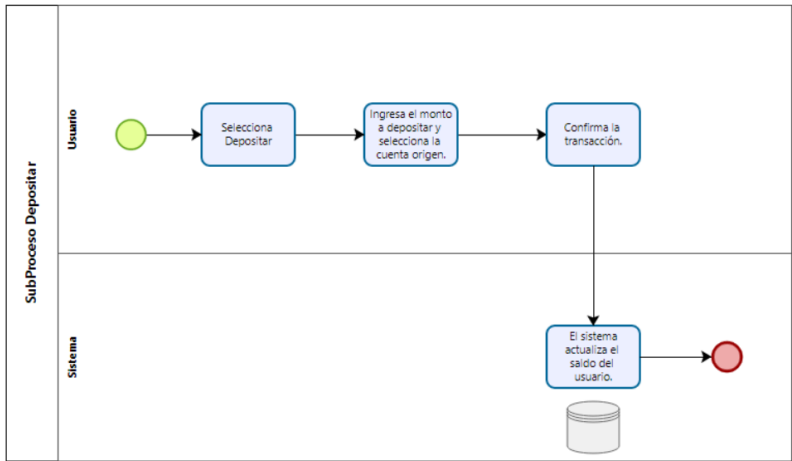 SubProceso Depositar
Usuario
Selecciona
Depositar
Ingresa el monto
a depositar y
selecciona la
cuenta origen.
Confirma la
transacción.
Sistema
El sistema
actualiza el
saldo del
usuario.